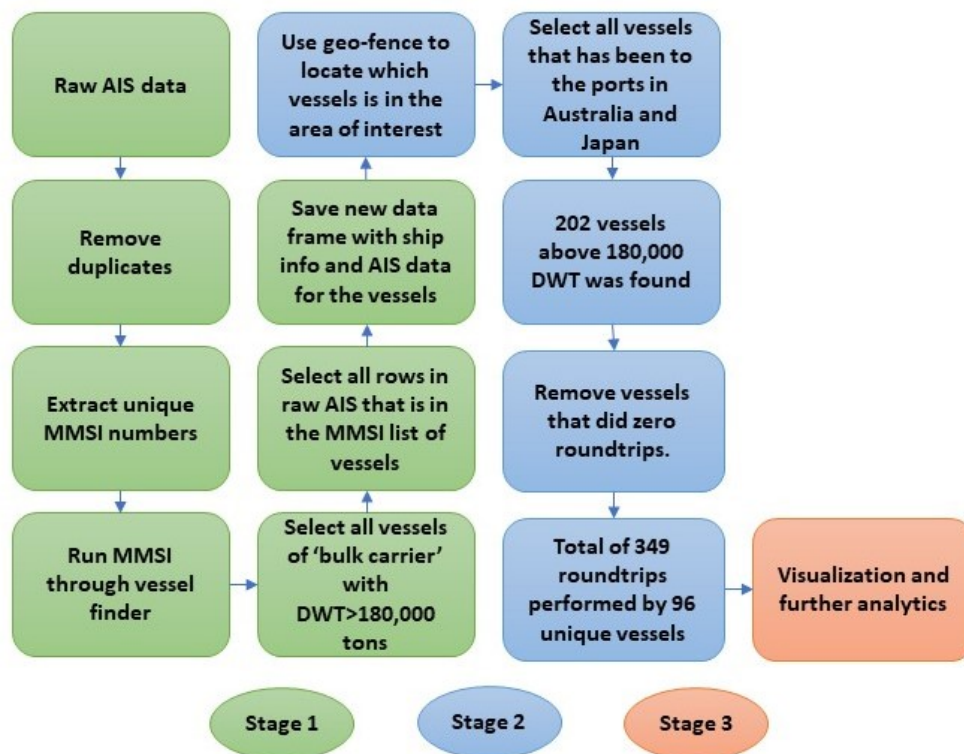 Raw AIS data
Remove
duplicates
Extract unique
MMSI numbers
Run MMSI
through vessel
finder
Select all vessels
of ‘bulk carrier’
with
DWT>180,000
tons
Select all rows in
raw AIS that is in
the MMSI list of
vessels
Save new data
frame with ship
info and AIS data
for the vessels
Use geo-fence to
locate which
vessels is in the
area of interest
Select all vessels
that has been to
the ports in
Australia and
Japan
202 vessels
above 180,000
DWT was found
Remove vessels
that did zero
roundtrips.
Total of 349
roundtrips
performed by 96
unique vessels
Visualization and
further analytics
Stage 1
Stage 2
Stage 3